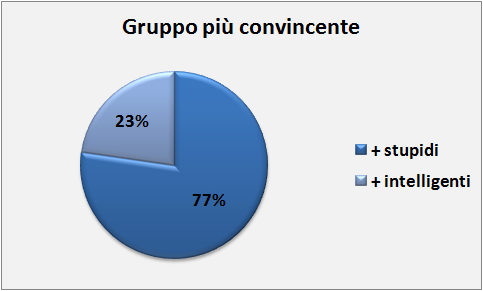 Gruppo più convincente
23%
77%
+ stupidi
+ intelligenti